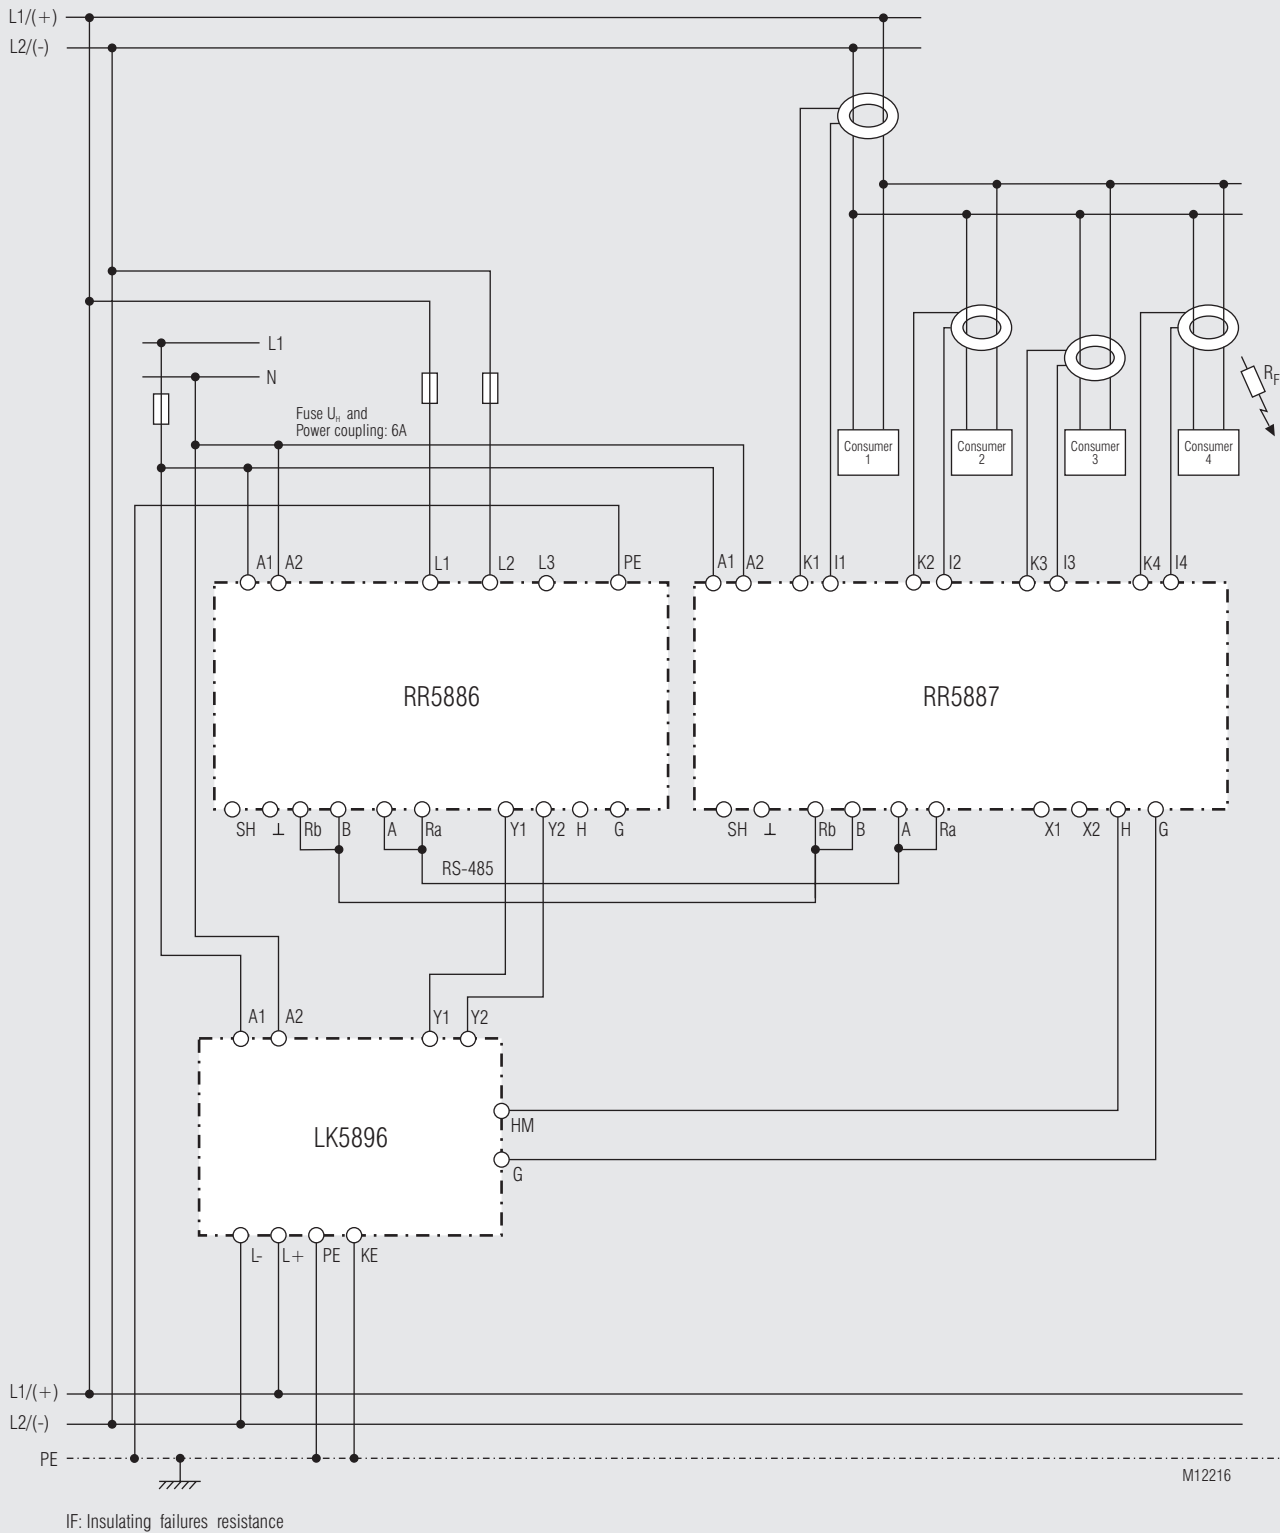 L1/(+)
L2/(-)
L1
N
Fuse UH and
Power coupling: 6A
RF
Consumer
1
Consumer
2
Consumer
3
Consumer
4
A1 A2 L1 L2 L3 PE
A1 A2 K1 I1 K2 I2 K3 I3 K4 I4
RR5886
RR5887
SH ⊥ Rb B A Ra Y1 Y2 H G
SH ⊥ Rb B A Ra X1 X2 H G
RS-485
A1 A2 Y1 Y2
LK5896
HM
G
L- L+ PE KE
L1/(+)
L2/(-)
PE
M12216
IF: Insulating failures resistance